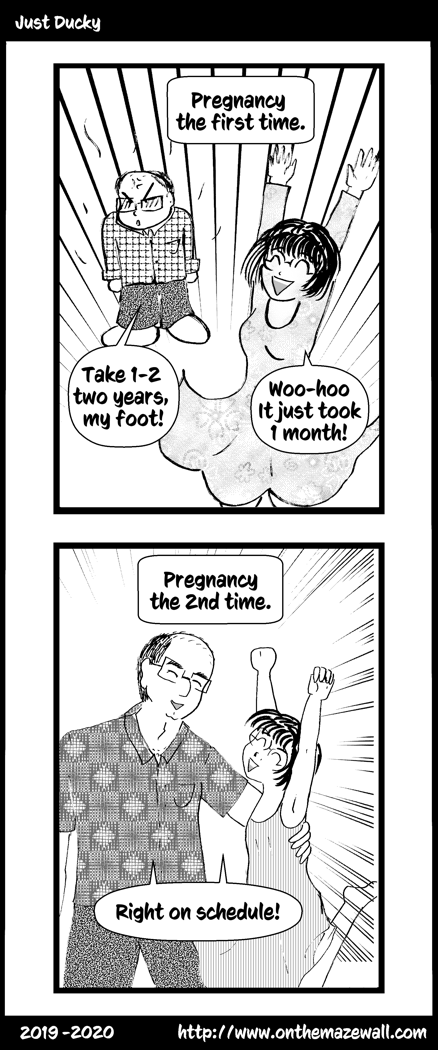 Just Ducky
Pregnancy
the first time.
Take 1-2
two years,
my foot!
Woo-hoo
It just took
1 month!
Pregnancy
the 2nd time.
Right on schedule!
2019-2020
http://www.onthemazewall.com